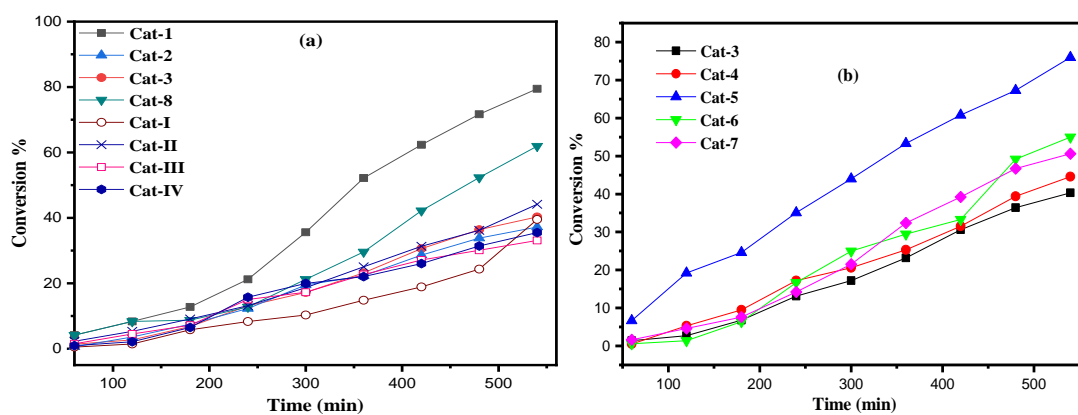 (a)
Conversion %
100
80
60
40
20
0
Cat-1
Cat-2
Cat-3
Cat-8
Cat-I
Cat-II
Cat-III
Cat-IV
100 200 300 400 500
Time (min)
(b)
Conversion %
80
70
60
50
40
30
20
10
0
Cat-3
Cat-4
Cat-5
Cat-6
Cat-7
100 200 300 400 500
Time (min)